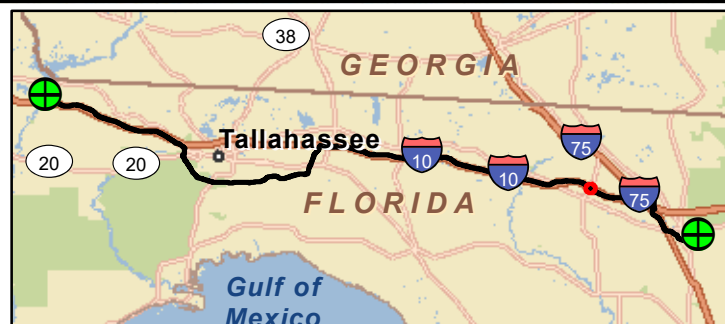 38
GEORGIA
Tallahassee
75
10
20
20
10
75
FLORIDA
Gulf of
Mexico